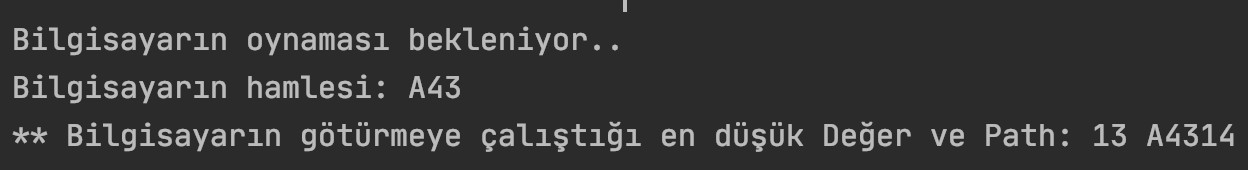 Bilgisayarın oynaması bekleniyor..
Bilgisayarın hamlesi: A43
** Bilgisayarın götürmeye çalıştığı en düşük Değer ve Path: 13 A4314